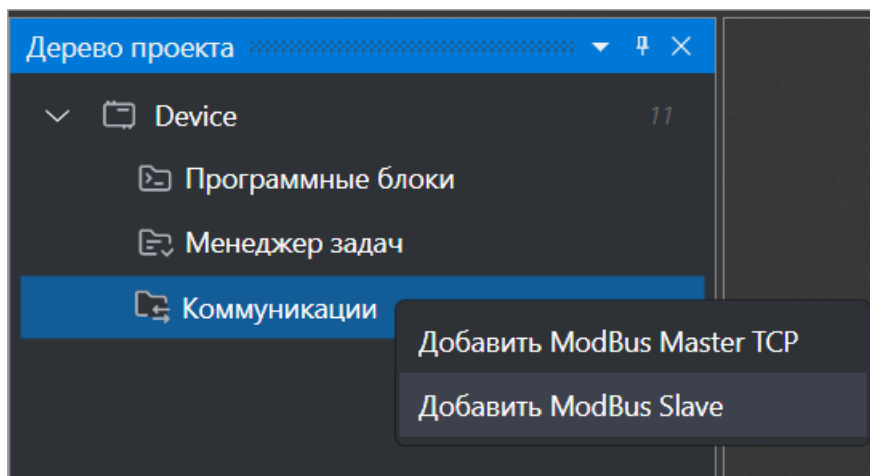 Дерево проекта
Device 11
Программные блоки
Менеджер задач
Коммуникации
Добавить ModBus Master TCP
Добавить ModBus Slave